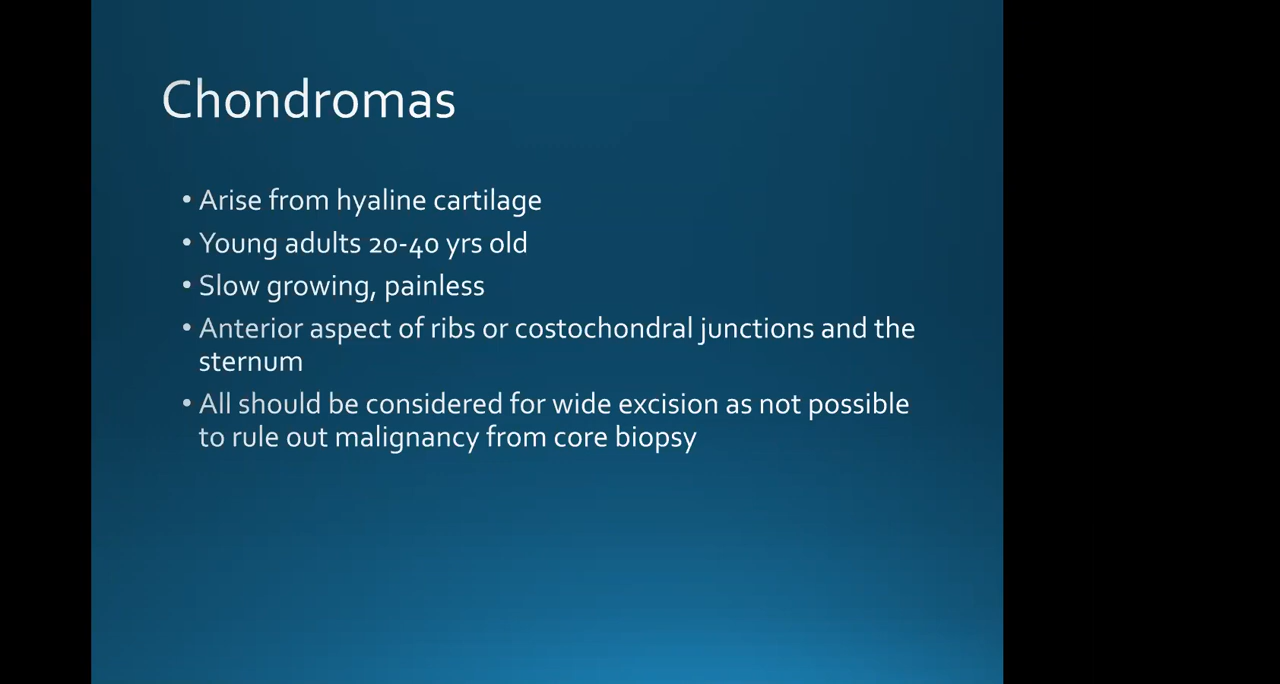 Chondromas
• Arise from hyaline cartilage
• Young adults 20-40 yrs old
• Slow growing, painless
• Anterior aspect of ribs or costochondral junctions and the
sternum
• All should be considered for wide excision as not possible
to rule out malignancy from core biopsy